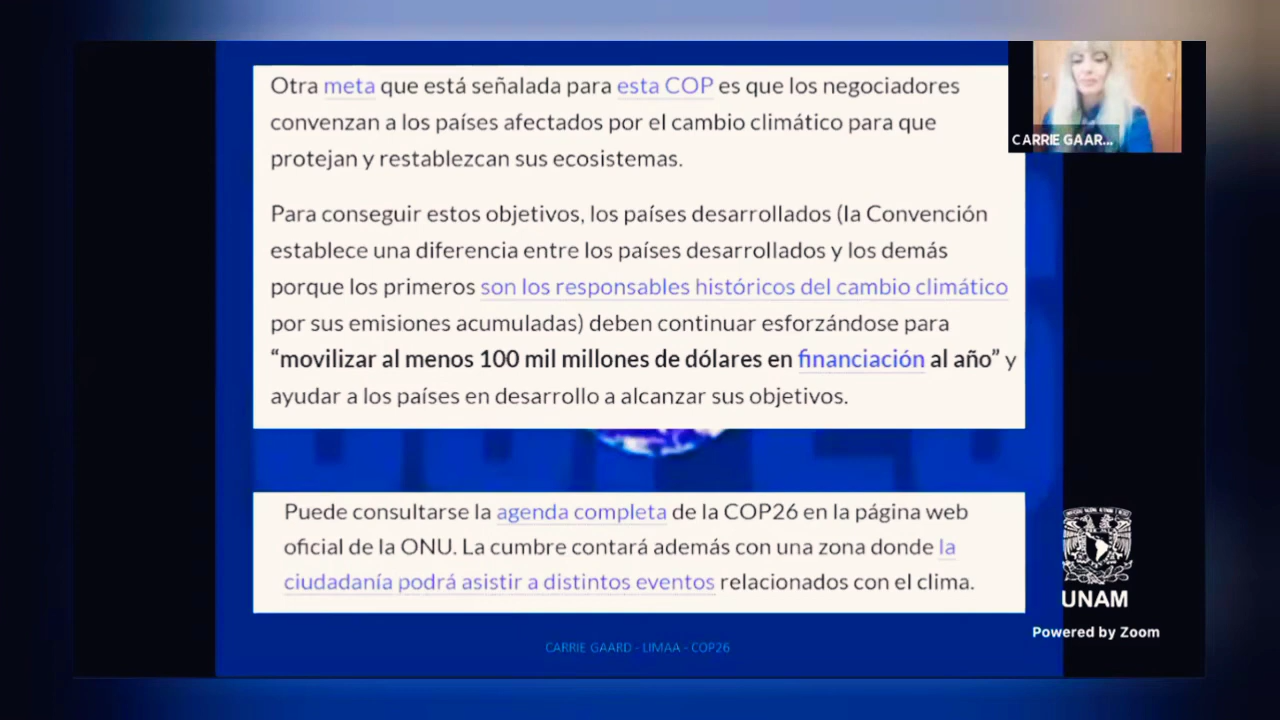 Otra meta que está señalada para esta COP es que los negociadores
convenzan a los países afectados por el cambio climático para que
protejan y restablezcan sus ecosistemas.
Para conseguir estos objetivos, los países desarrollados (la Convención
establece una diferencia entre los países desarrollados y los demás
porque los primeros son los responsables históricos del cambio climático
por sus emisiones acumuladas) deben continuar esforzándose para
“movilizar al menos 100 mil millones de dólares en financiación al año” y
ayudar a los países en desarrollo a alcanzar sus objetivos.
Puede consultarse la agenda completa de la COP26 en la página web
oficial de la ONU. La cumbre contará además con una zona donde la
ciudadanía podrá asistir a distintos eventos relacionados con el clima.
CARRIE GAARD - LIMAA - COP26
CARRIE GAAR...
UNAM
Powered by Zoom